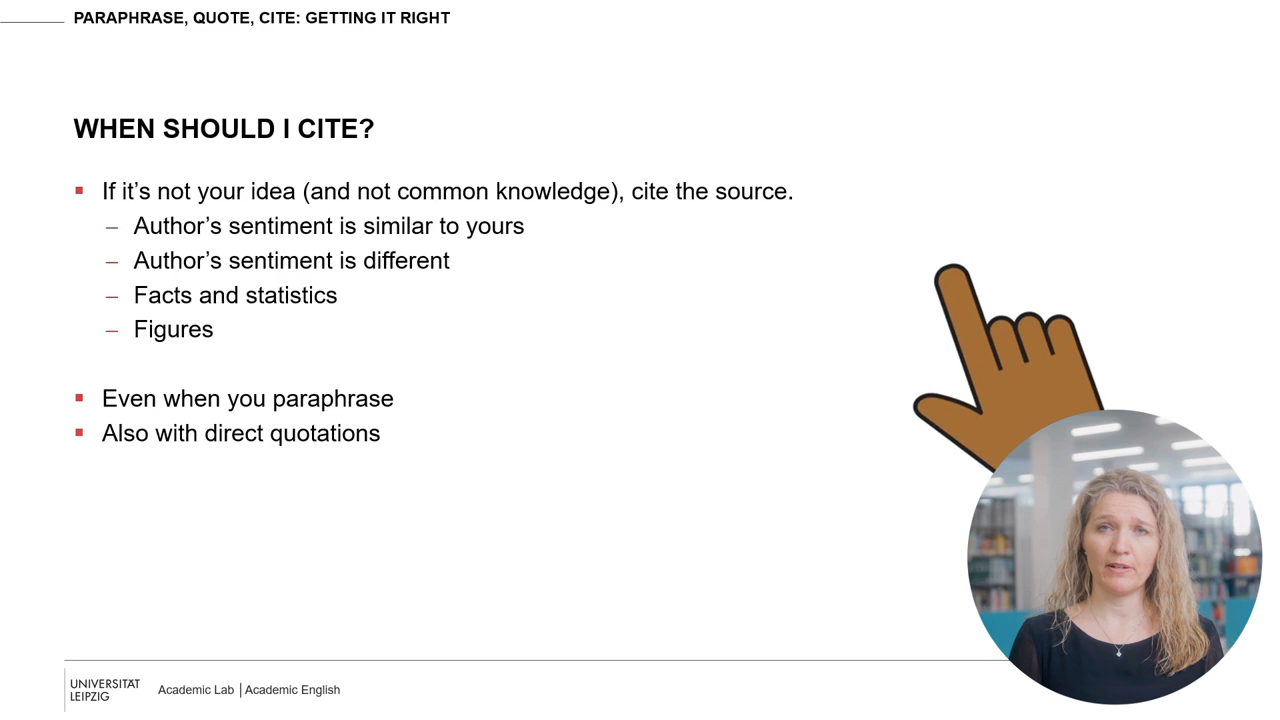 PARAPHRASE, QUOTE, CITE: GETTING IT RIGHT
WHEN SHOULD I CITE?
If it’s not your idea (and not common knowledge), cite the source.
– Author’s sentiment is similar to yours
– Author’s sentiment is different
– Facts and statistics
– Figures
Even when you paraphrase
Also with direct quotations
UNIVERSITÄT
LEIPZIG
Academic Lab | Academic English